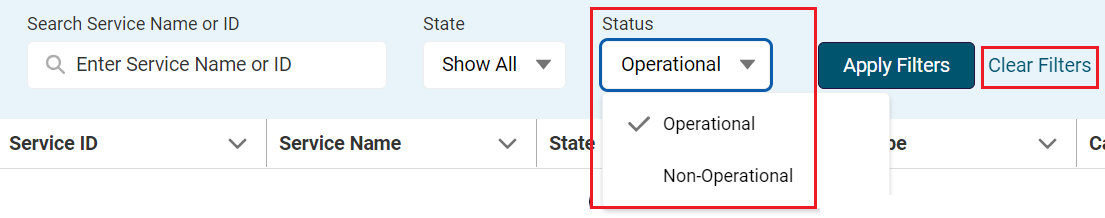 Search Service Name or ID State Status
Enter Service Name or ID Show All Operational Apply Filters Clear Filters
Operational
Service ID Service Name State
Non-Operational